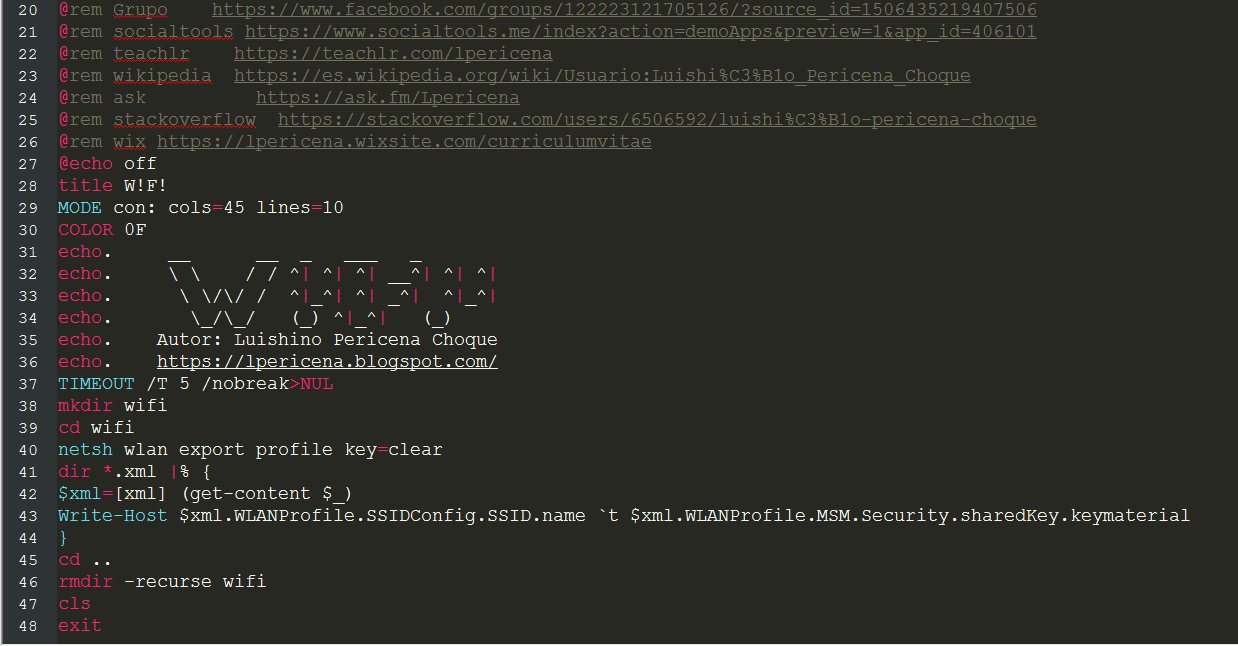 20 @rem Grupo    https://www.facebook.com/groups/122223121705126/?source_id=1506435219407506
21 @rem socialtools https://www.socialtools.me/index?action=demoApps&preview=1&app_id=406101
22 @rem teachlr    https://teachlr.com/lpericena
23 @rem wikipedia  https://es.wikipedia.org/wiki/Usuario:Luishi%C3%B1o_Pericena_Choque
24 @rem ask          https://ask.fm/Lpericena
25 @rem stackoverflow  https://stackoverflow.com/users/6506592/luishi%C3%B1o-pericena-choque
26 @rem wix https://lpericena.wixsite.com/curriculumvitae
27 @echo off
28 title W!F!
29 MODE con: cols=45 lines=10
30 COLOR 0F
31 echo.     __      __  _   ___   _
32 echo.     \ \    / / ^| ^| ^| __^| ^| ^|
33 echo.      \ \/\/ /  ^|_^| ^| _^|  ^|_^|
34 echo.       \_/\_/   (_) ^|_^|   (_)
35 echo.    Autor: Luishino Pericena Choque
36 echo.    https://lpericena.blogspot.com/
37 TIMEOUT /T 5 /nobreak>NUL
38 mkdir wifi
39 cd wifi
40 netsh wlan export profile key=clear
41 dir *.xml |% {
42 $xml=[xml] (get-content $_)
43 Write-Host $xml.WLANProfile.SSIDConfig.SSID.name `t $xml.WLANProfile.MSM.Security.sharedKey.keymaterial
44 }
45 cd ..
46 rmdir -recurse wifi
47 cls
48 exit